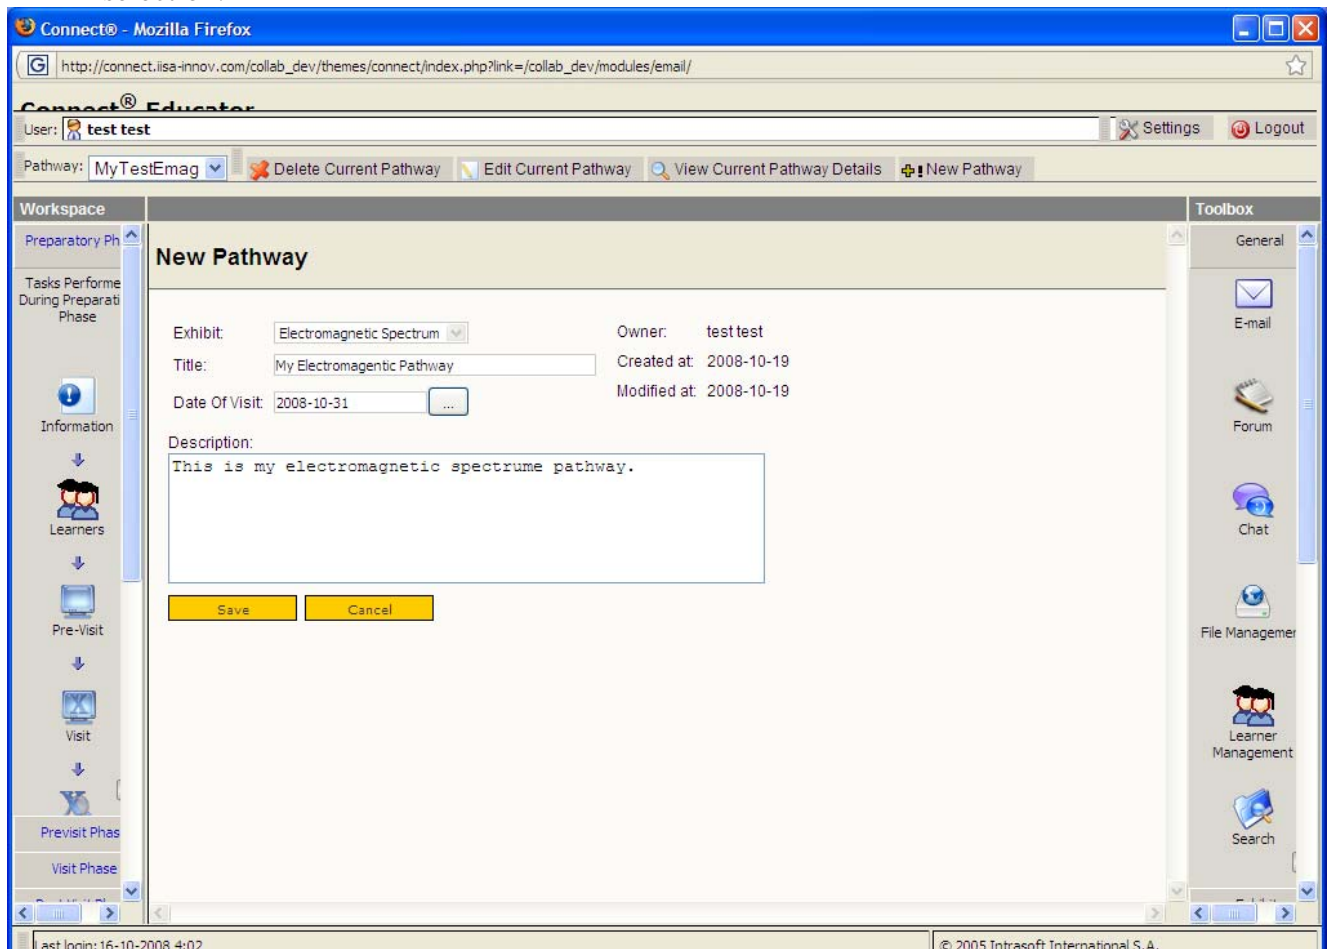 Connect® - Mozilla Firefox
G http://connect.iisa-innov.com/collab_dev/themes/connect/index.php?link=/collab_dev/modules/email/
Connect® Educator
User: test test Settings Logout
Pathway: MyTestEmag Delete Current Pathway Edit Current Pathway View Current Pathway Details New Pathway
Workspace Toolbox
Preparatory Ph
Tasks Performe
During Preparati
Phase
Information
Learners
Pre-Visit
Visit
Previsit Phas
Visit Phase
New Pathway
Exhibit: Electromagnetic Spectrum
Title: My Electromagentic Pathway
Date Of Visit: 2008-10-31 ...
Owner: test test
Created at: 2008-10-19
Modified at: 2008-10-19
Description:
This is my electromagnetic spectrume pathway.
Save Cancel
General
E-mail
Forum
Chat
File Managemer
Learner
Management
Search
Last login: 16-10-2008 4:02 © 2005 Intrasoft International S.A.